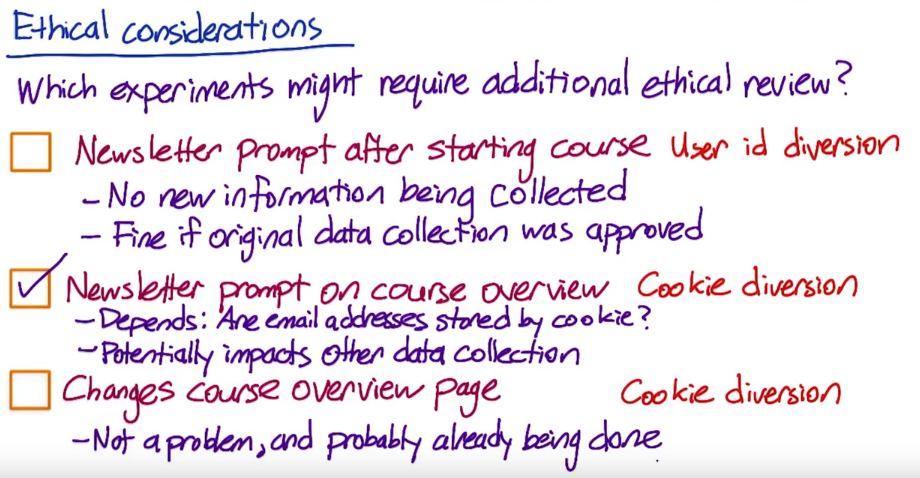 Ethical considerations
Which experiments might require additional ethical review?
Newsletter prompt after starting course User id diversion
- No new information being collected
- Fine if original data collection was approved
Newsletter prompt on course overview Cookie diversion
- Depends: Are email addresses stored by cookie?
- Potentially impacts other data collection
Changes course overview page Cookie diversion
- Not a problem, and probably already being done